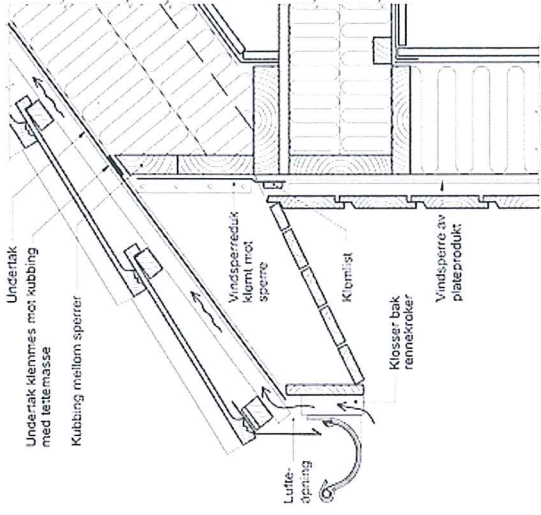 Undertak
Undertak klemmes mot kubbing
med tettemasse
Kubbing mellom sperrer
Vindsperreduk
klemt mot
sperre
Klemlist
Vindsperre av
plateprodukt
Klosser bak
rennekroker
Lufte-
åpning